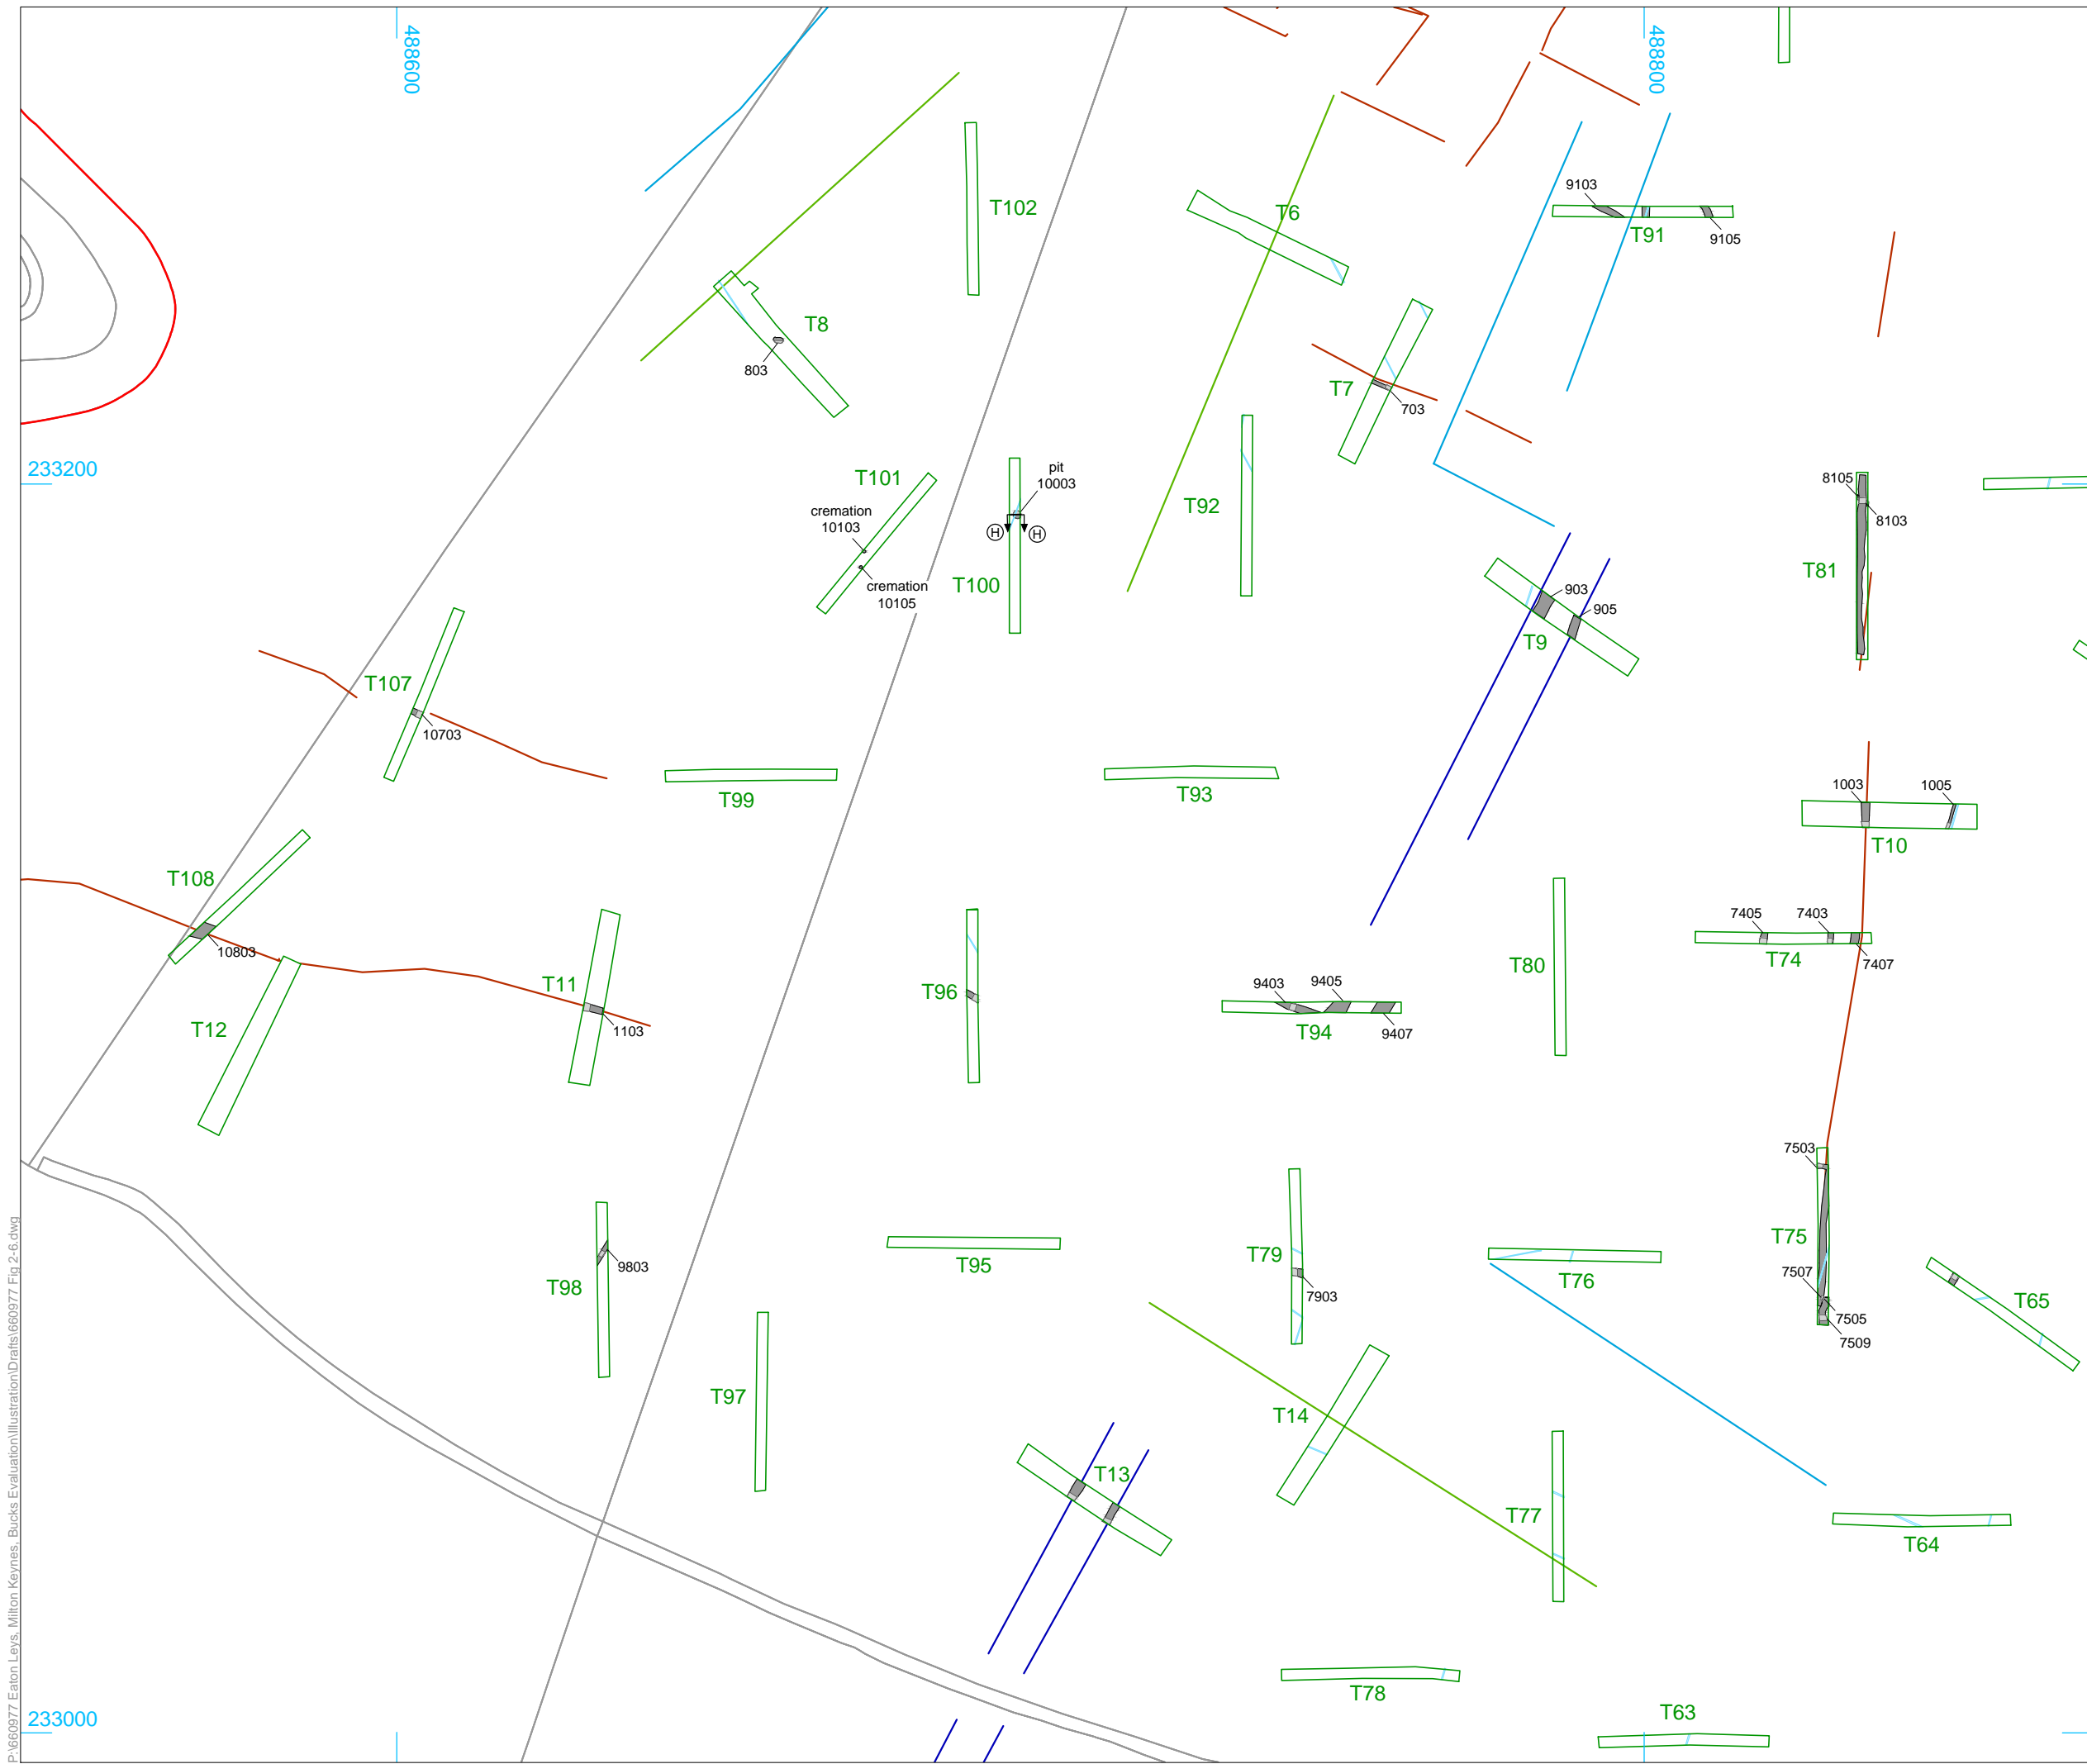 488600
488800
9103
T102
T6
T91
9105
T8
803
T7
703
233200
T101
pit
10003
8105
cremation
10103
T92
8103
H
H
T81
cremation
10105
T100
903
905
T9
T107
10703
T99
T93
1003
1005
T10
T108
10803
7405
7403
T74
7407
T11
T96
9403
9405
T80
T12
1103
T94
9407
7503
T98
9803
T95
T79
7903
T76
T75
7507
7505
7509
T65
T97
T14
T13
T77
T64
T78
T63
233000
P:\660977 Eaton Leys, Milton Keynes, Bucks Evaluation\Illustration\Drafts\660977 Fig 2-6.dwg